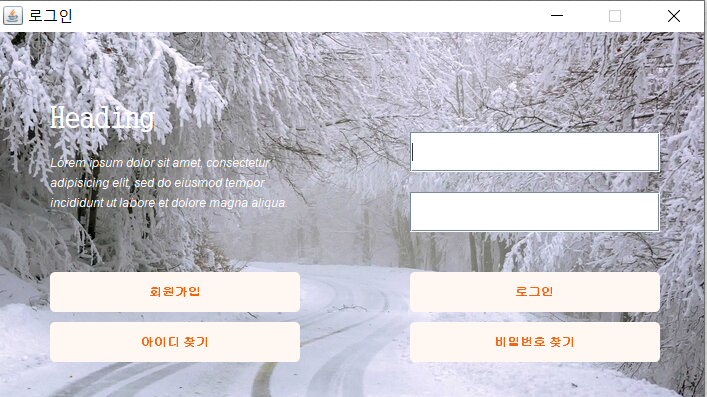 로그인
Heading
Lorem ipsum dolor sit amet, consectetur
adipisicing elit, sed do eiusmod tempor
incididunt ut labore et dolore magna aliqua.
회원가입
로그인
아이디 찾기
비밀번호 찾기